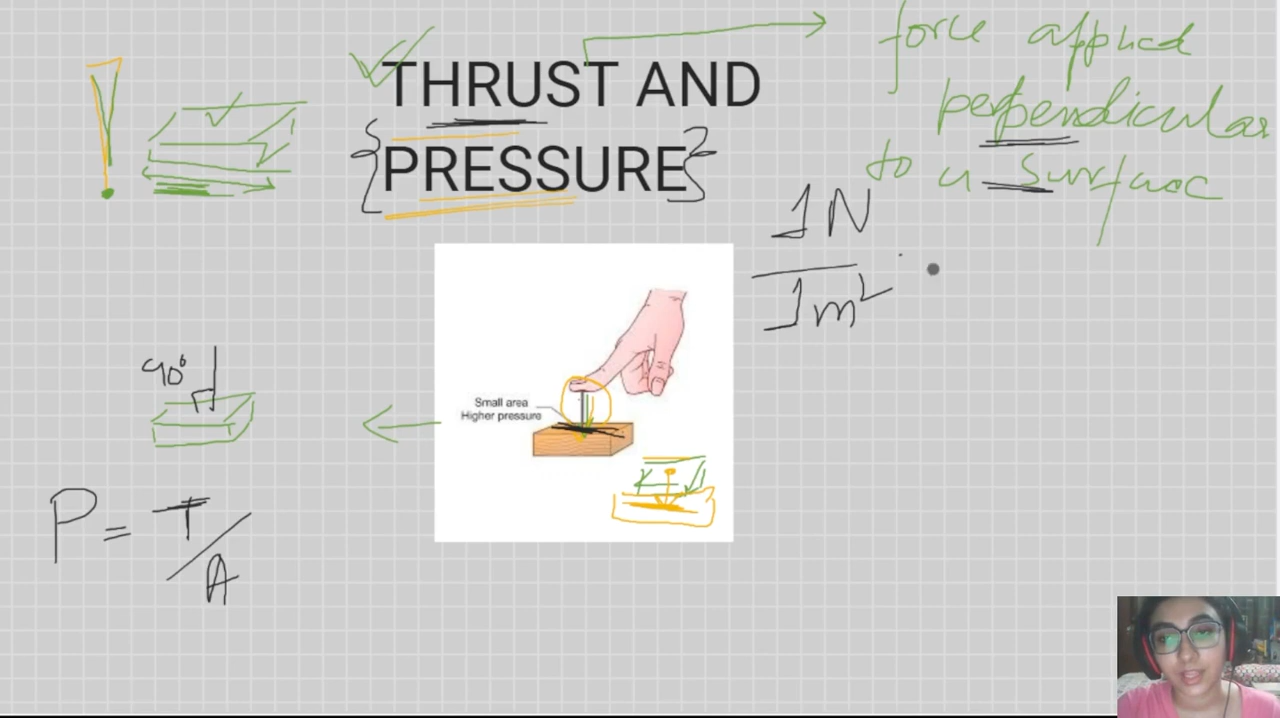 THRUST AND
PRESSURE
force applied
perpendicular
to a surface
1N
1m²
90°
Small area
Higher pressure
P = T/A